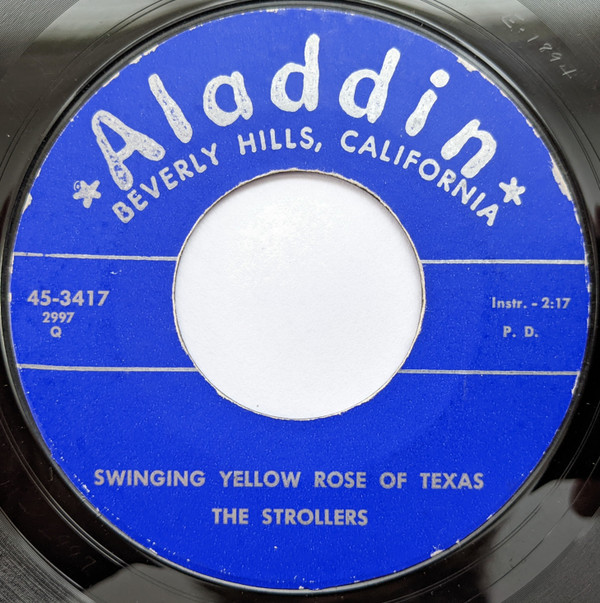 Aladdin
BEVERLY HILLS, CALIFORNIA
45-3417
2997
Q
Instr. - 2:17
P. D.
SWINGING YELLOW ROSE OF TEXAS
THE STROLLERS